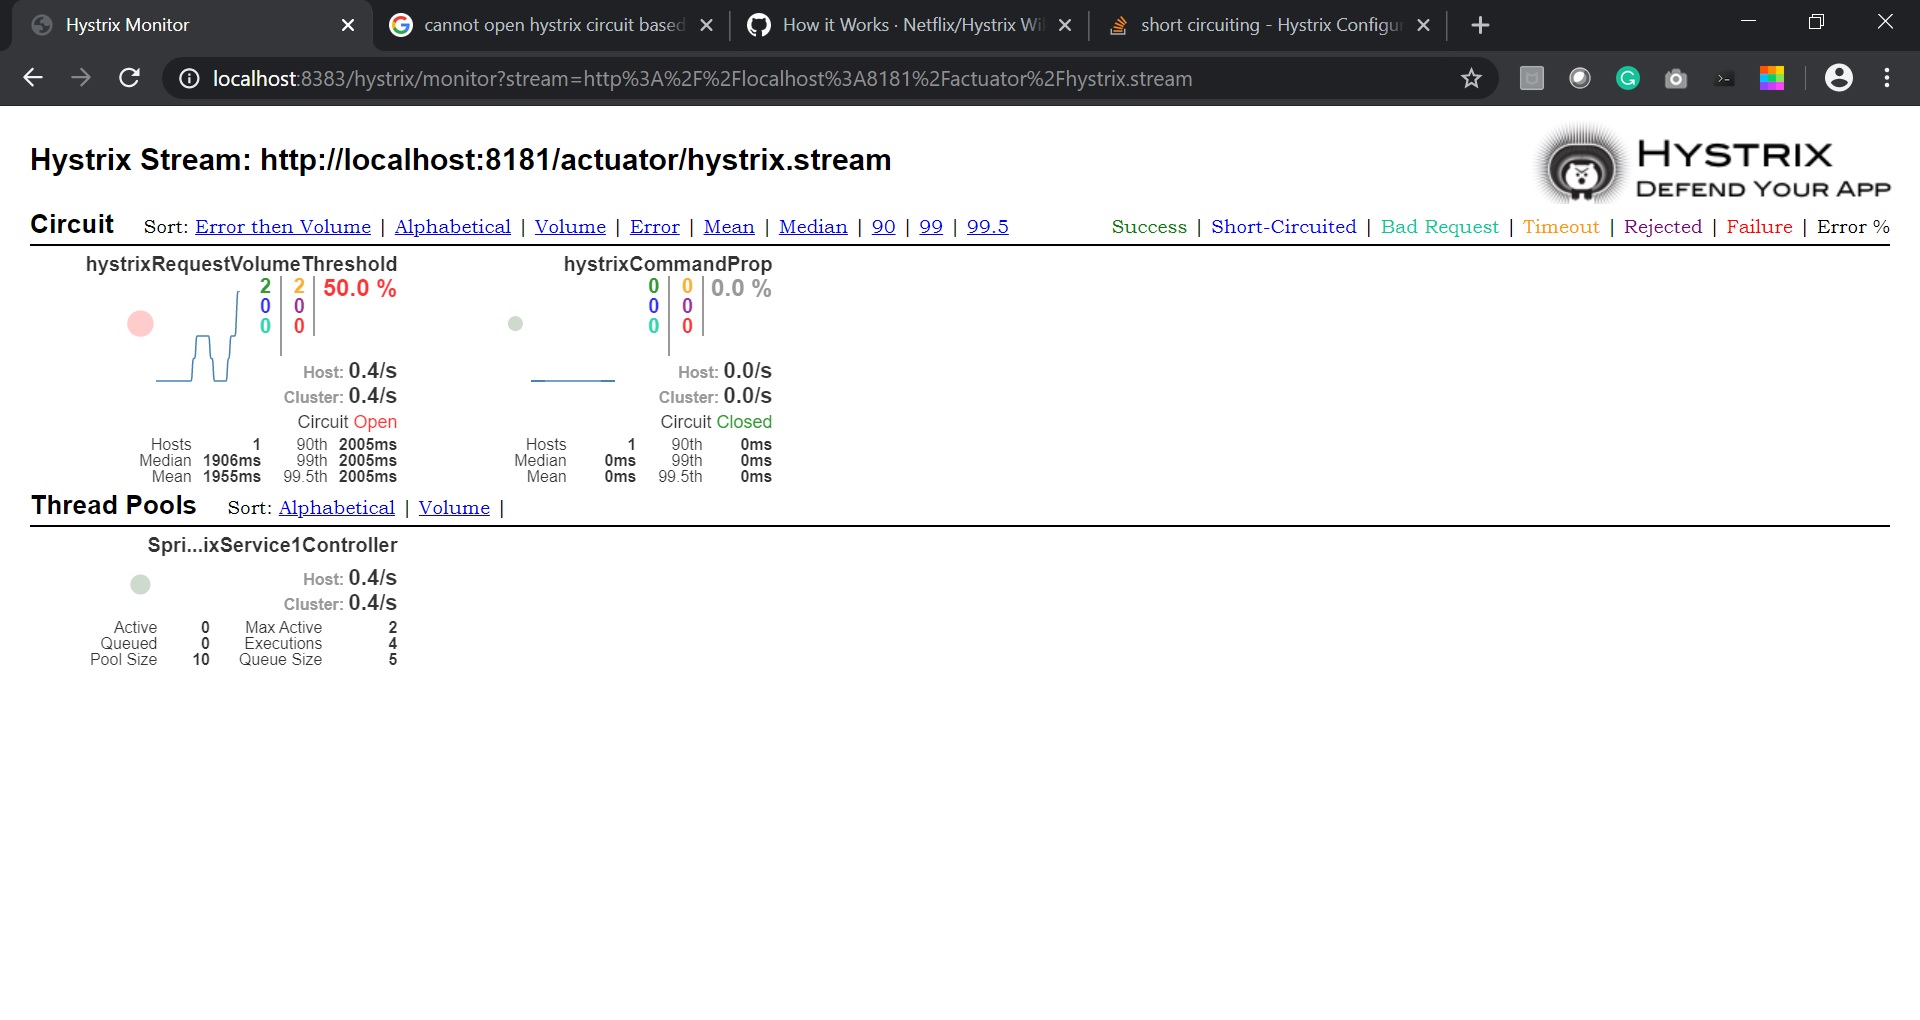 Hystrix Monitor
cannot open hystrix circuit based
How it Works · Netflix/Hystrix Wi
short circuiting - Hystrix Configur
localhost:8383/hystrix/monitor?stream=http%3A%2F%2Flocalhost%3A8181%2Factuator%2Fhystrix.stream
Hystrix Stream: http://localhost:8181/actuator/hystrix.stream
HYSTRIX
DEFEND YOUR APP
Circuit Sort: Error then Volume | Alphabetical | Volume | Error | Mean | Median | 90 | 99 | 99.5
Success | Short-Circuited | Bad Request | Timeout | Rejected | Failure | Error %
hystrixRequestVolumeThreshold
2 2 50.0 %
0 0
0 0
Host: 0.4/s
Cluster: 0.4/s
Circuit Open
Hosts 1 90th 2005ms
Median 1906ms 99th 2005ms
Mean 1955ms 99.5th 2005ms
hystrixCommandProp
0 0 0.0 %
0 0
0 0
Host: 0.0/s
Cluster: 0.0/s
Circuit Closed
Hosts 1 90th 0ms
Median 0ms 99th 0ms
Mean 0ms 99.5th 0ms
Thread Pools Sort: Alphabetical | Volume |
Spri...ixService1Controller
Host: 0.4/s
Cluster: 0.4/s
Active 0 Max Active 2
Queued 0 Executions 4
Pool Size 10 Queue Size 5